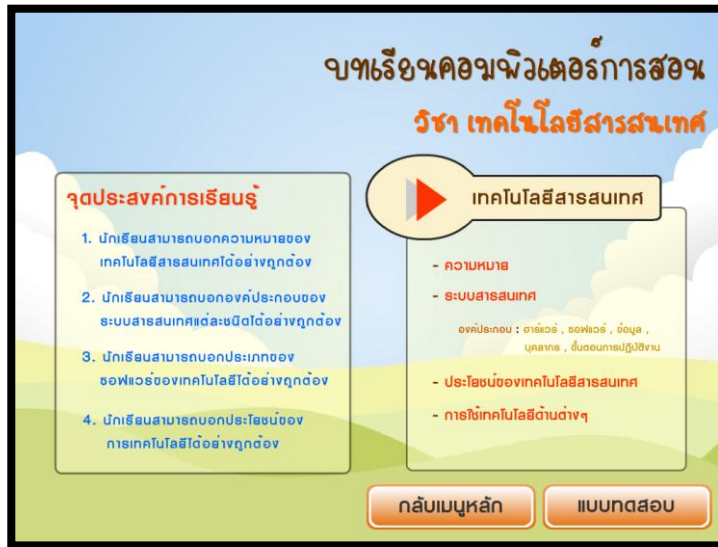 บทเรียนคอมพิวเตอร์การสอน
วิชา เทคโนโลยีสารสนเทศ
จุดประสงค์การเรียนรู้
1. นักเรียนสามารถบอกความหมายของ
เทคโนโลยีสารสนเทศได้อย่างถูกต้อง
2. นักเรียนสามารถบอกองค์ประกอบของ
ระบบสารสนเทศแต่ละชนิดได้อย่างถูกต้อง
3. นักเรียนสามารถบอกประเภทของ
ซอฟแวร์ของเทคโนโลยีได้อย่างถูกต้อง
4. นักเรียนสามารถบอกประโยชน์ของ
การเทคโนโลยีได้อย่างถูกต้อง
เทคโนโลยีสารสนเทศ
- ความหมาย
- ระบบสารสนเทศ
องค์ประกอบ : ฮาร์แวร์ , ซอฟแวร์ , ข้อมูล ,
บุคลากร , ขั้นตอนการปฏิบัติงาน
- ประโยชน์ของเทคโนโลยีสารสนเทศ
- การใช้เทคโนโลยีด้านต่างๆ
กลับเมนูหลัก
แบบทดสอบ